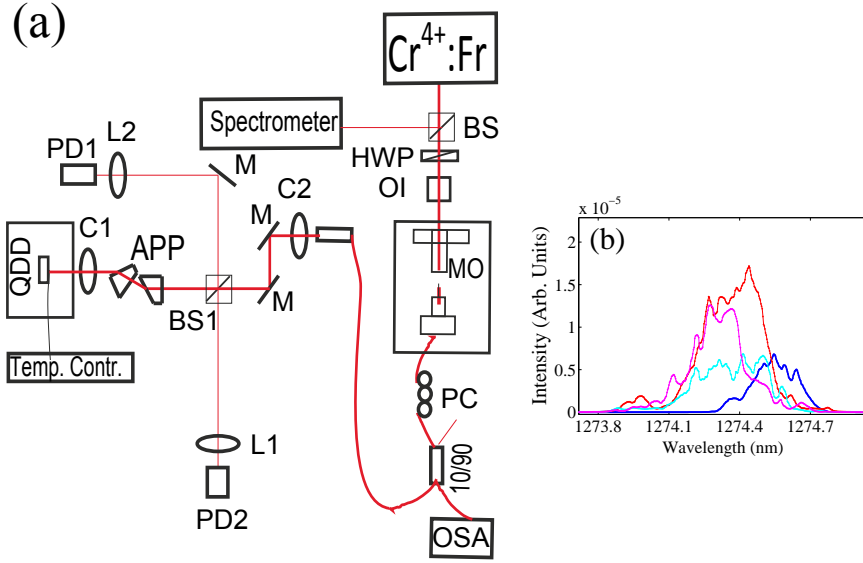 (a)
Cr4+:Fr
Spectrometer
BS
HWP
OI
L2
PD1
M
C2
M
C1
APP
QDD
MO
BS1
M
Temp. Contr.
PC
L1
10/90
PD2
OSA
x 10-5
(b)
2
1.5
1
0.5
0
Intensity (Arb. Units)
1273.8 1274.1 1274.4 1274.7
Wavelength (nm)